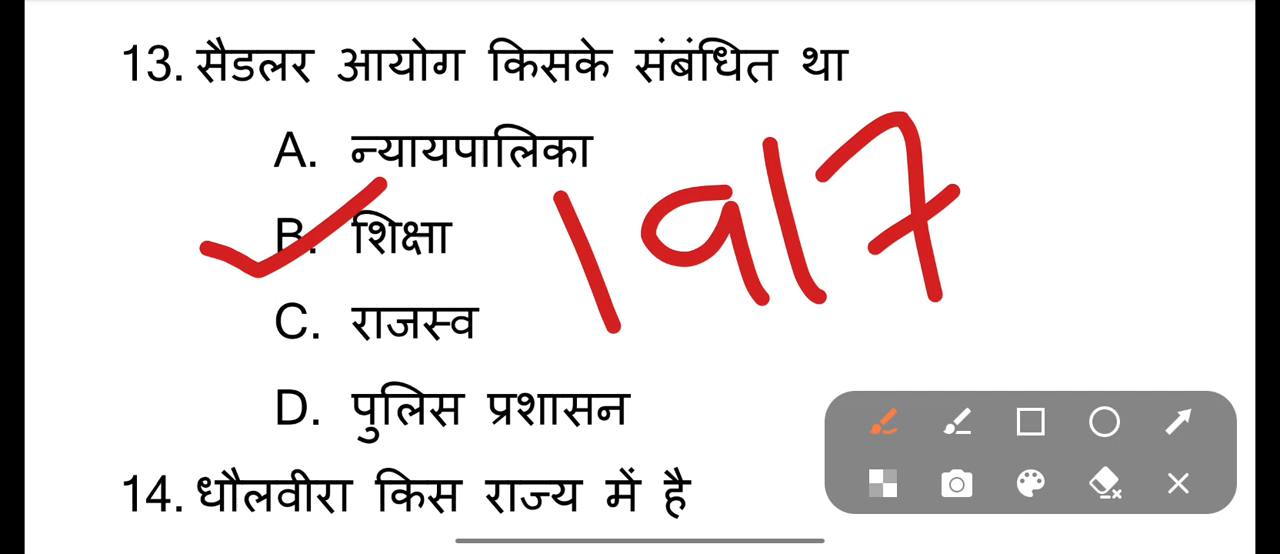 13. सैडलर आयोग किसके संबंधित था
A. न्यायपालिका
B. शिक्षा 1917
C. राजस्व
D. पुलिस प्रशासन
14. धौलवीरा किस राज्य में है